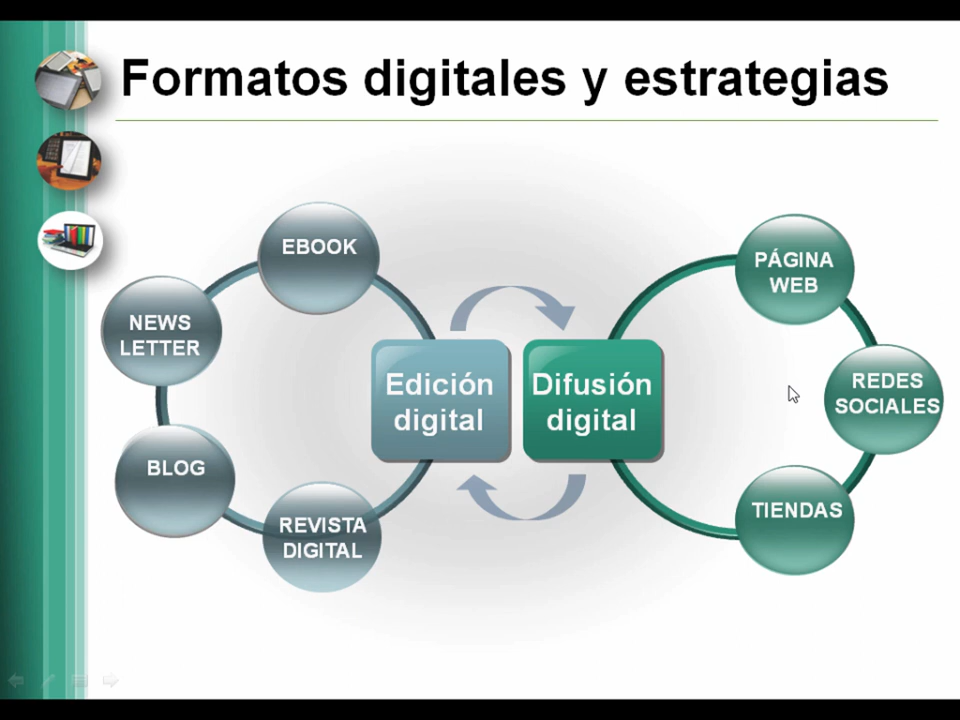 Formatos digitales y estrategias
EBOOK
NEWS
LETTER
BLOG
REVISTA
DIGITAL
Edición
digital
Difusión
digital
PÁGINA
WEB
REDES
SOCIALES
TIENDAS